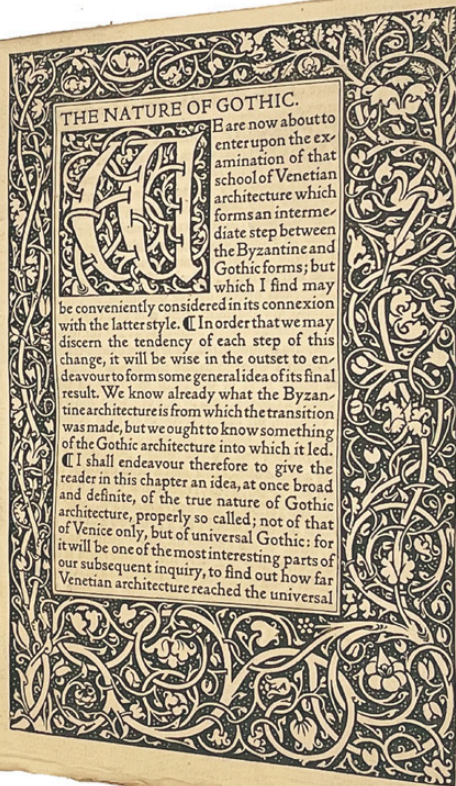 THE NATURE OF GOTHIC.
WE are now about to
enter upon the ex-
amination of that
school of Venetian
architecture which
forms an interme-
diate step between
the Byzantine and
Gothic forms; but
which I find may
be conveniently considered in its connexion
with the latter style. ❡ In order that we may
discern the tendency of each step of this
change, it will be wise in the outset to en-
deavour to form some general idea of its final
result. We know already what the Byzan-
tine architecture is from which the transition
was made, but we ought to know something
of the Gothic architecture into which it led.
❡ I shall endeavour therefore to give the
reader in this chapter an idea, at once broad
and definite, of the true nature of Gothic
architecture, properly so called; not of that
of Venice only, but of universal Gothic: for
it will be one of the most interesting parts of
our subsequent inquiry, to find out how far
Venetian architecture reached the universal